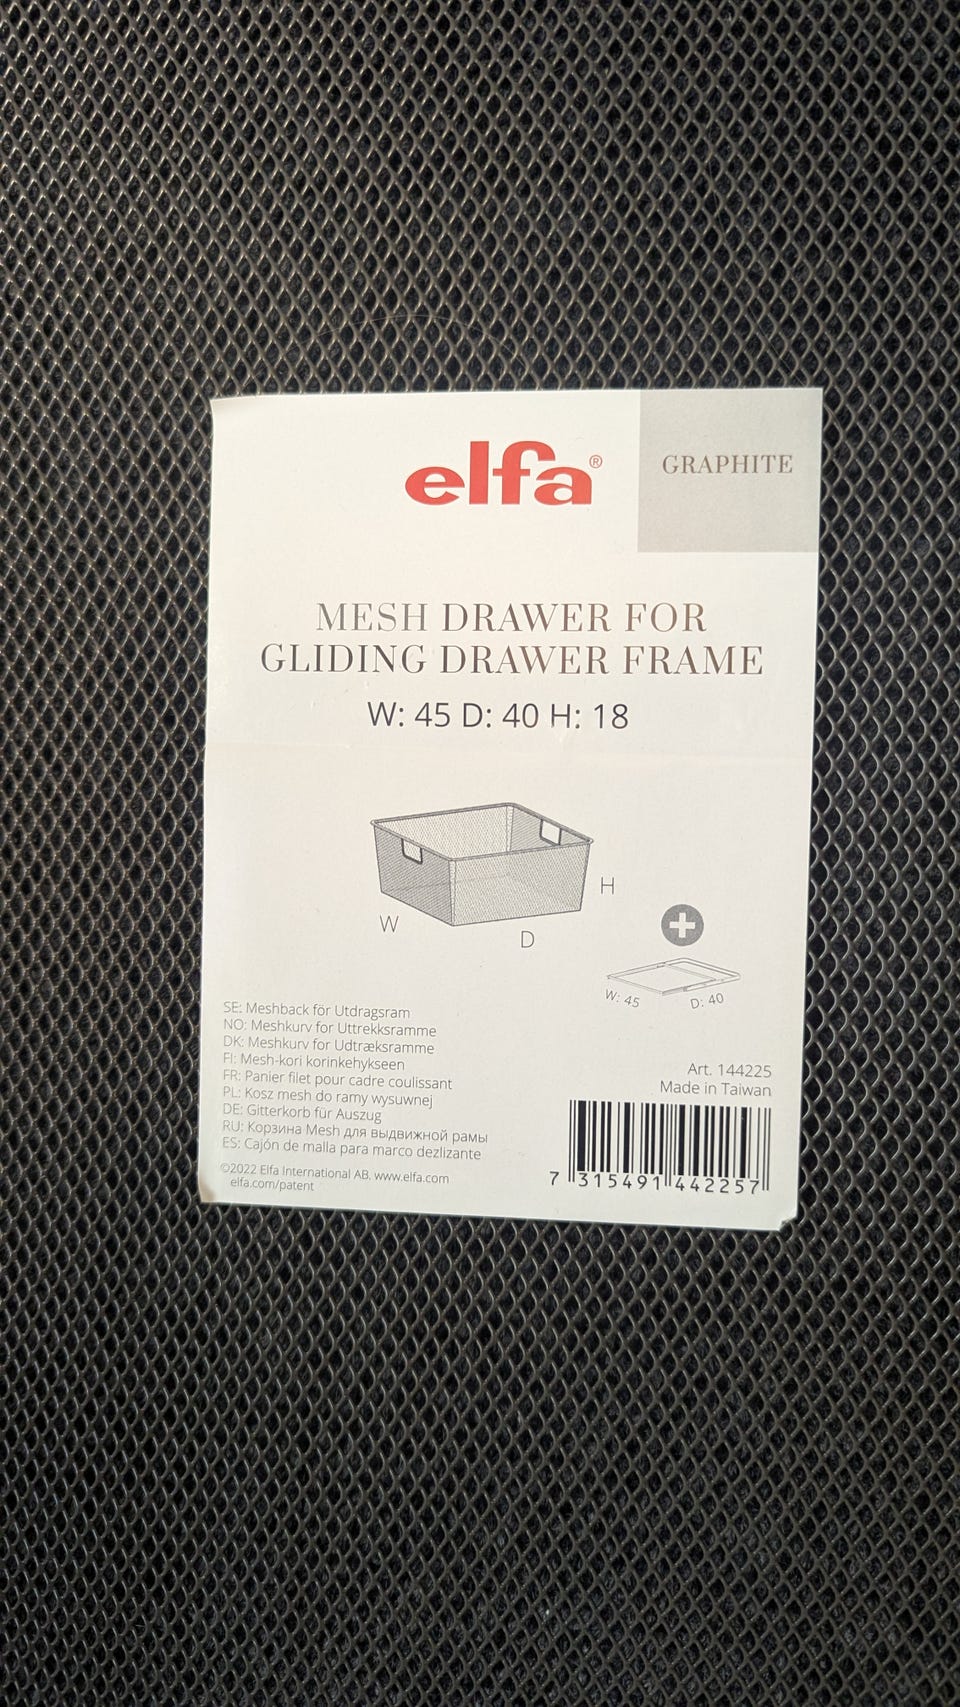 elfa®
GRAPHITE
MESH DRAWER FOR
GLIDING DRAWER FRAME
W: 45 D: 40 H: 18
H
W
D
W: 45
D: 40
SE: Meshback för Utdragsram
NO: Meshkurv for Uttrekksramme
DK: Meshkurv for Udtræksramme
FI: Mesh-kori korinkehykseen
FR: Panier filet pour cadre coulissant
PL: Kosz mesh do ramy wysuwnej
DE: Gitterkorb für Auszug
RU: Корзина Mesh для выдвижной рамы
ES: Cajón de malla para marco dezlizante
©2022 Elfa International AB. www.elfa.com
elfa.com/patent
Art. 144225
Made in Taiwan
7 315491 442257